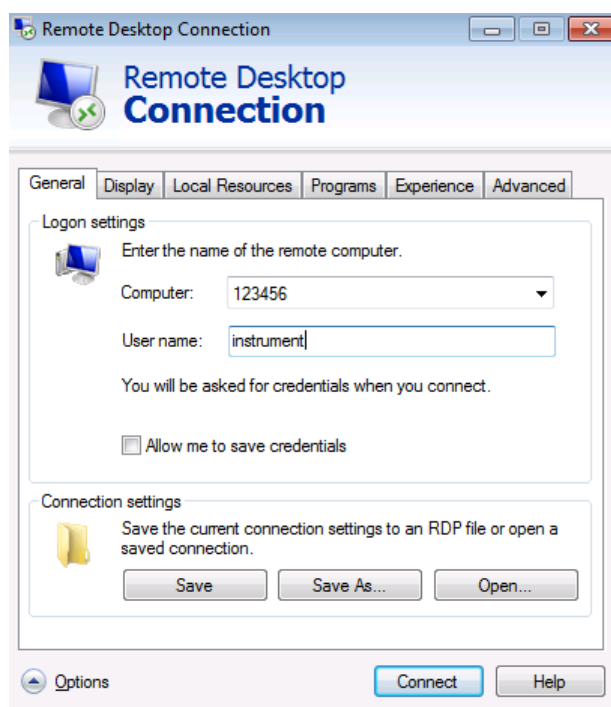 Remote Desktop Connection
Remote Desktop
Connection
General Display Local Resources Programs Experience Advanced
Logon settings
Enter the name of the remote computer.
Computer: 123456
User name: instrument
You will be asked for credentials when you connect.
Allow me to save credentials
Connection settings
Save the current connection settings to an RDP file or open a
saved connection.
Save Save As... Open...
Options Connect Help